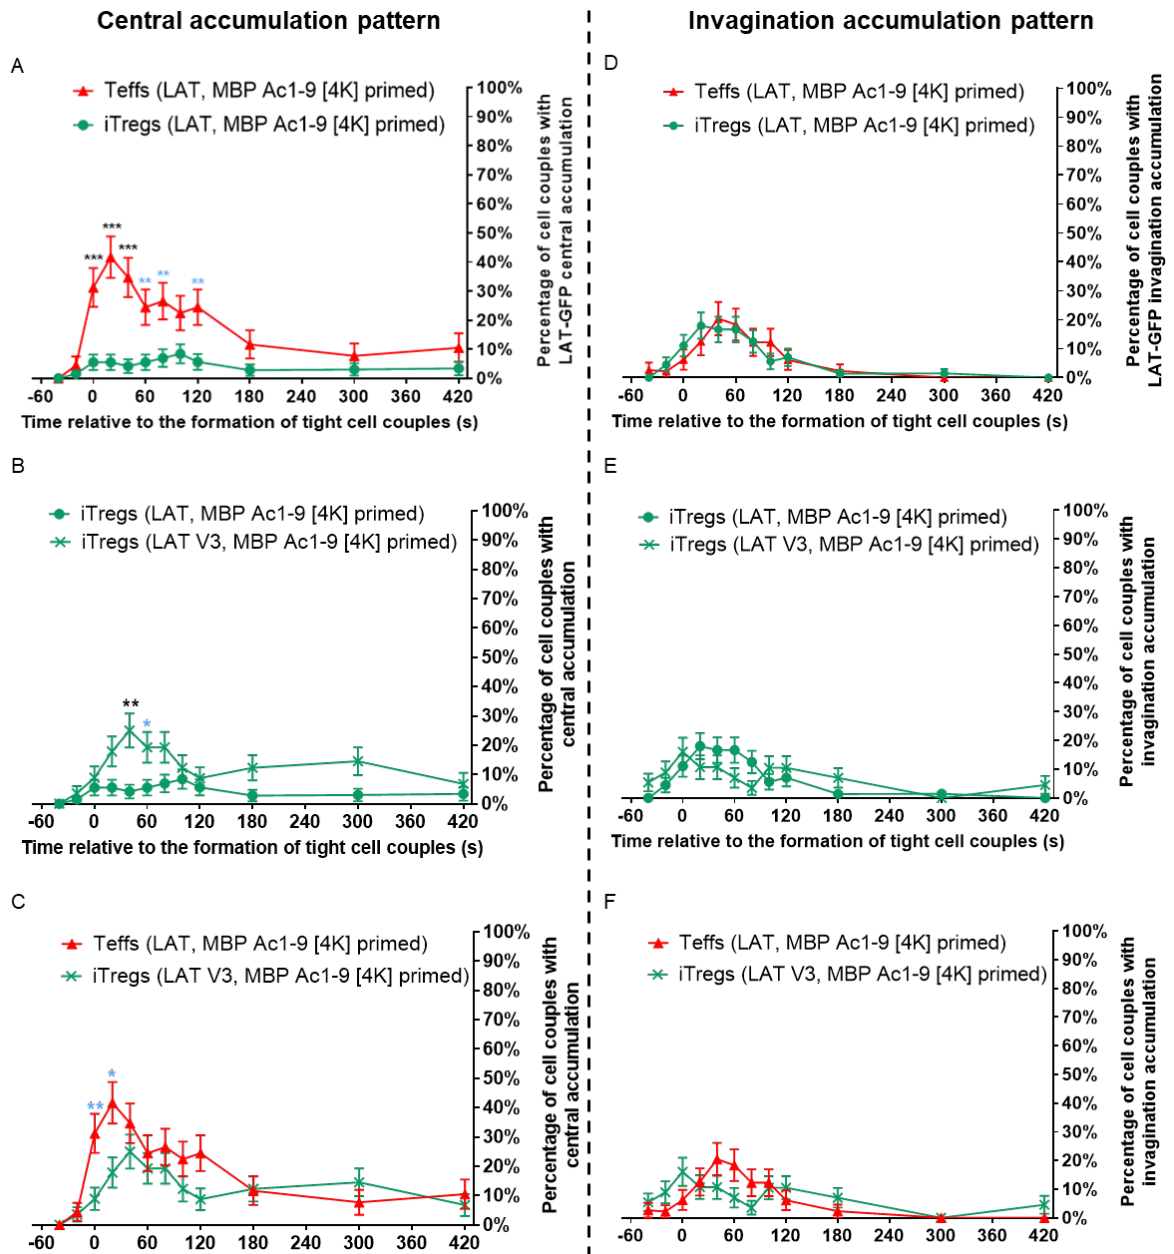 Central accumulation pattern
Invagination accumulation pattern
A
Teffs (LAT, MBP Ac1-9 [4K] primed)
iTregs (LAT, MBP Ac1-9 [4K] primed)
100%
90%
80%
70%
60%
50%
40%
30%
20%
10%
0%
Percentage of cell couples with
LAT-GFP central accumulation
***
***
***
**
**
**
-60 0 60 120 180 240 300 360 420
Time relative to the formation of tight cell couples (s)
D
Teffs (LAT, MBP Ac1-9 [4K] primed)
iTregs (LAT, MBP Ac1-9 [4K] primed)
100%
90%
80%
70%
60%
50%
40%
30%
20%
10%
0%
Percentage of cell couples with
LAT-GFP invagination accumulation
-60 0 60 120 180 240 300 360 420
Time relative to the formation of tight cell couples (s)
B
iTregs (LAT, MBP Ac1-9 [4K] primed)
iTregs (LAT V3, MBP Ac1-9 [4K] primed)
100%
90%
80%
70%
60%
50%
40%
30%
20%
10%
0%
Percentage of cell couples with
central accumulation
**
*
-60 0 60 120 180 240 300 360 420
Time relative to the formation of tight cell couples (s)
E
iTregs (LAT, MBP Ac1-9 [4K] primed)
iTregs (LAT V3, MBP Ac1-9 [4K] primed)
100%
90%
80%
70%
60%
50%
40%
30%
20%
10%
0%
Percentage of cell couples with
invagination accumulation
-60 0 60 120 180 240 300 360 420
Time relative to the formation of tight cell couples (s)
C
Teffs (LAT, MBP Ac1-9 [4K] primed)
iTregs (LAT V3, MBP Ac1-9 [4K] primed)
100%
90%
80%
70%
60%
50%
40%
30%
20%
10%
0%
Percentage of cell couples with
central accumulation
**
*
-60 0 60 120 180 240 300 360 420
F
Teffs (LAT, MBP Ac1-9 [4K] primed)
iTregs (LAT V3, MBP Ac1-9 [4K] primed)
100%
90%
80%
70%
60%
50%
40%
30%
20%
10%
0%
Percentage of cell couples with
invagination accumulation
-60 0 60 120 180 240 300 360 420